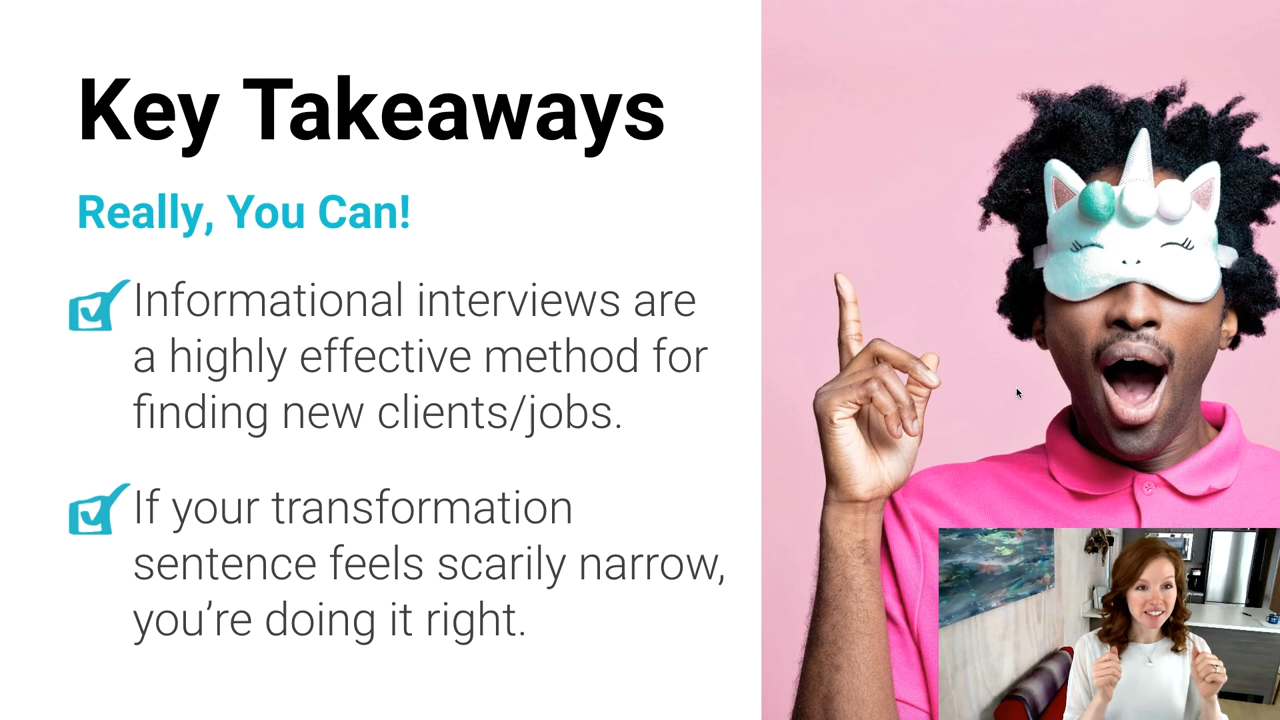 Key Takeaways
Really, You Can!
Informational interviews are
a highly effective method for
finding new clients/jobs.
If your transformation
sentence feels scarily narrow,
you’re doing it right.